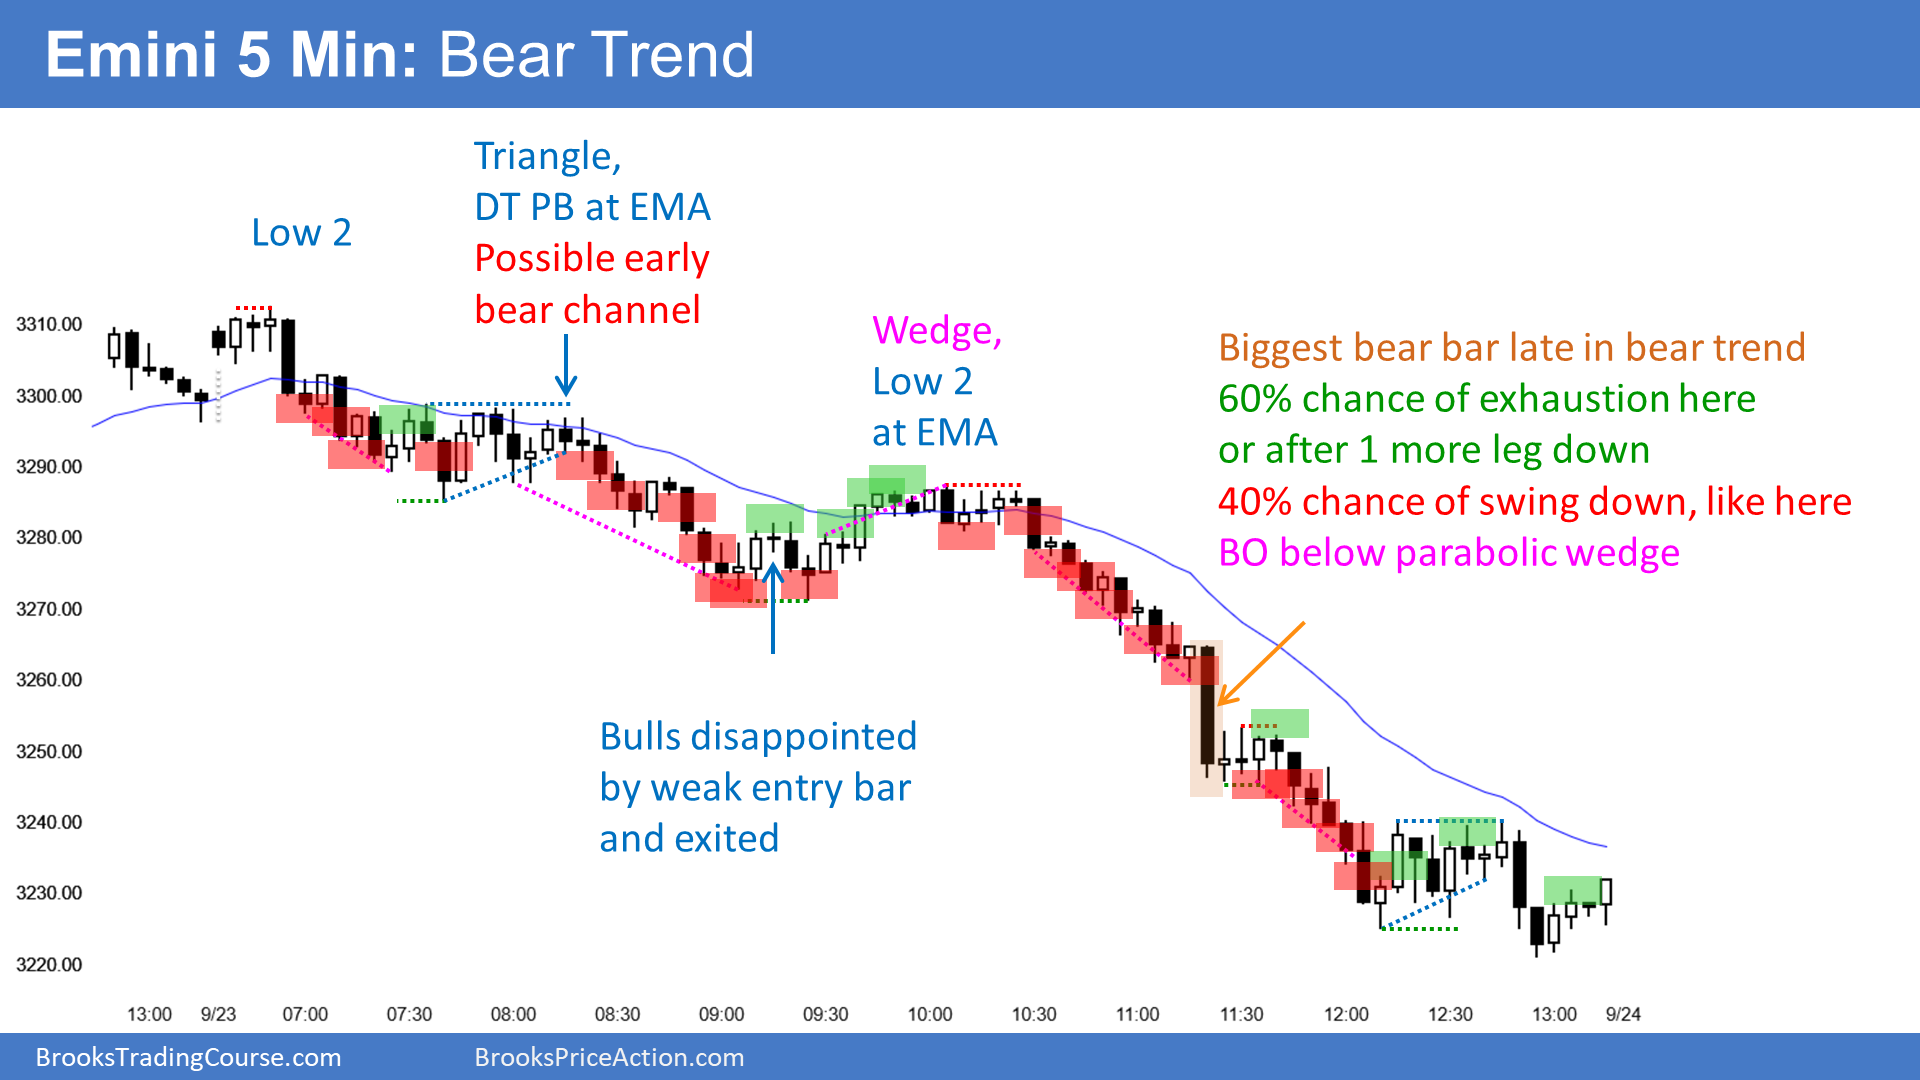 Emini 5 Min: Bear Trend
Triangle,
DT PB at EMA
Possible early
bear channel
Low 2
Wedge,
Low 2
at EMA
Biggest bear bar late in bear trend
60% chance of exhaustion here
or after 1 more leg down
40% chance of swing down, like here
BO below parabolic wedge
Bulls disappointed
by weak entry bar
and exited
3310.00
3300.00
3290.00
3280.00
3270.00
3260.00
3250.00
3240.00
3230.00
3220.00
13:00 9/23 07:00 07:30 08:00 08:30 09:00 09:30 10:00 10:30 11:00 11:30 12:00 12:30 13:00 9/24
BrooksTradingCourse.com BrooksPriceAction.com